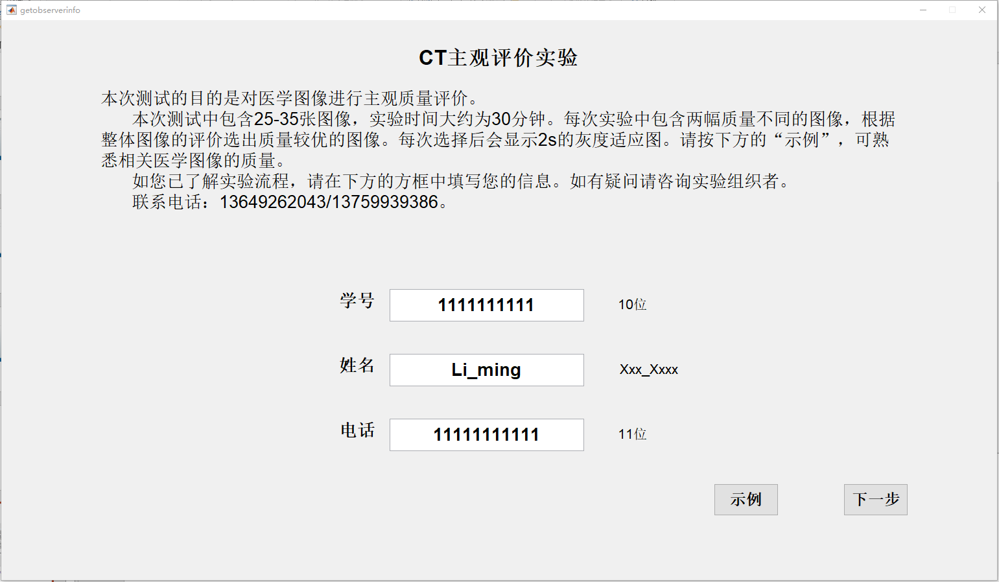 getobserverinfo
CT主观评价实验
本次测试的目的是对医学图像进行主观质量评价。
本次测试中包含25-35张图像，实验时间大约为30分钟。每次实验中包含两幅质量不同的图像，根据
整体图像的评价选出质量较优的图像。每次选择后会显示2s的灰度适应图。请按下方的“示例”，可熟
悉相关医学图像的质量。
如您已了解实验流程，请在下方的方框中填写您的信息。如有疑问请咨询实验组织者。
联系电话：13649262043/13759939386。
学号 1111111111 10位
姓名 Li_ming Xxx_Xxxx
电话 11111111111 11位
示例 下一步